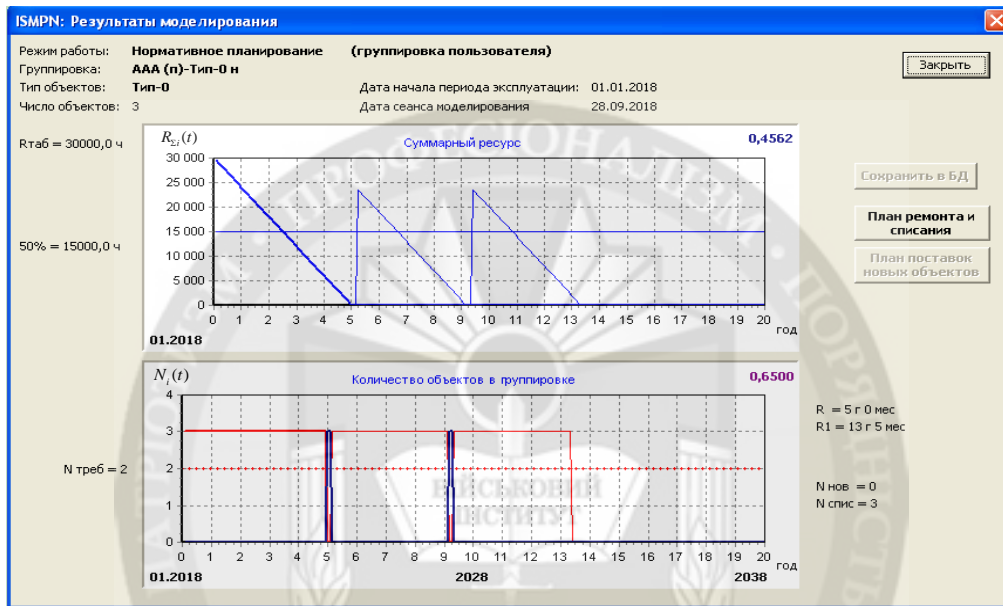 ISMPN: Результаты моделирования
Режим работы: Нормативное планирование (группировка пользователя)
Группировка: ААА (п)-Тип-0 н
Закрыть
Тип объектов: Тип-0 Дата начала периода эксплуатации: 01.01.2018
Число объектов: 3 Дата сеанса моделирования 28.09.2018
Rтаб = 30000,0 ч
R_Σi(t) Суммарный ресурс 0,4562
30 000
25 000
20 000
15 000
10 000
5 000
0
50% = 15000,0 ч
0 1 2 3 4 5 6 7 8 9 10 11 12 13 14 15 16 17 18 19 20 год
01.2018
Сохранить в БД
План ремонта и
списания
План поставок
новых объектов
N_i(t) Количество объектов в группировке 0,6500
4
3
2
1
0
N треб = 2
0 1 2 3 4 5 6 7 8 9 10 11 12 13 14 15 16 17 18 19 20 год
01.2018 2028 2038
R = 5 г 0 мес
R1 = 13 г 5 мес
N нов = 0
N спис = 3
ПАТРІОТИЗМ · ПРОФЕСІОНАЛІЗМ · ПОРЯДНІСТЬ
ВІЙСЬКОВИЙ
ІНСТИТУТ